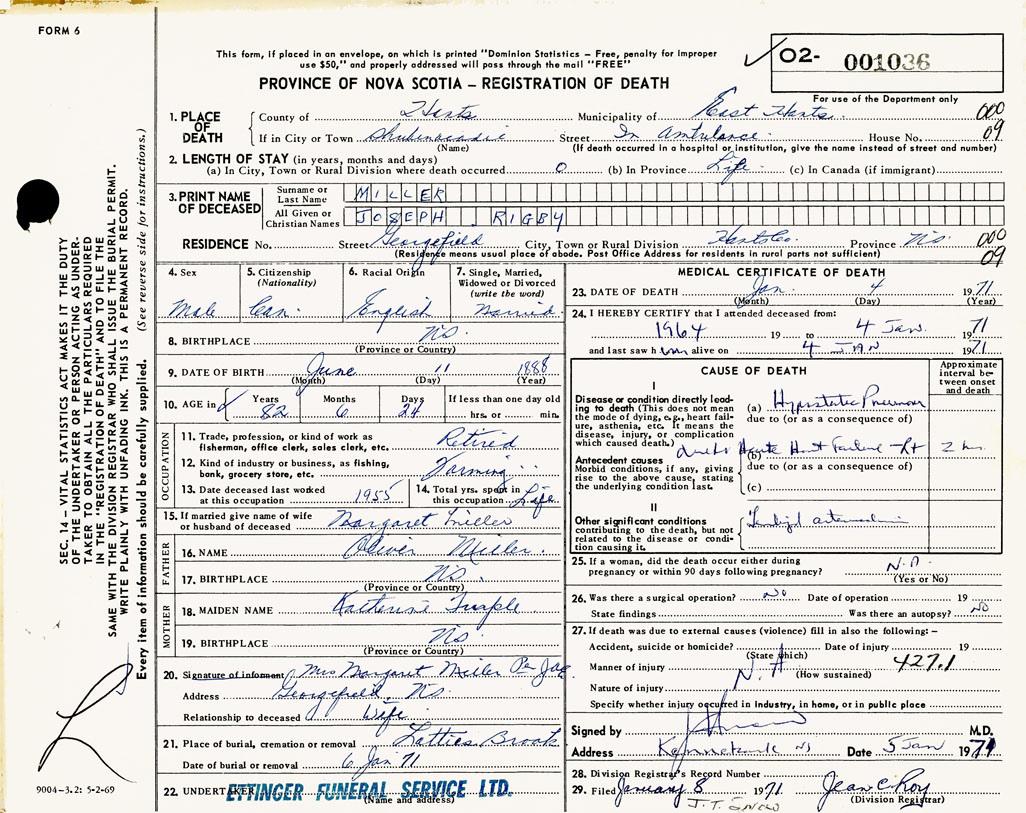 FORM 6
This form, if placed in an envelope, on which is printed "Dominion Statistics – Free, penalty for improper
use $50," and properly addressed will pass through the mail "FREE"
PROVINCE OF NOVA SCOTIA – REGISTRATION OF DEATH
02- 001036
For use of the Department only
1. PLACE OF DEATH
County of Hants Municipality of East Hants 000
If in City or Town Shubenacadie Street In Ambulance House No. 09
(Name) (If death occurred in a hospital or institution, give the name instead of street and number)
2. LENGTH OF STAY (in years, months and days)
(a) In City, Town or Rural Division where death occurred 0 (b) In Province Life (c) In Canada (if immigrant)
3. PRINT NAME OF DECEASED
Surname or Last Name MILLER
All Given or Christian Names JOSEPH RIGBY
RESIDENCE No. Street Georgefield City, Town or Rural Division Hants Co. Province N.S. 000
(Residence means usual place of abode. Post Office Address for residents in rural parts not sufficient) 09
4. Sex Male
5. Citizenship (Nationality) Can.
6. Racial Origin English
7. Single, Married, Widowed or Divorced (write the word) Married
8. BIRTHPLACE N.S.
(Province or Country)
9. DATE OF BIRTH June 11 1888
(Month) (Day) (Year)
10. AGE in Years 82 Months 6 Days 24 If less than one day old hrs. or min.
OCCUPATION
11. Trade, profession, or kind of work as fisherman, office clerk, sales clerk, etc. Retired
12. Kind of industry or business, as fishing, bank, grocery store, etc. Farming
13. Date deceased last worked at this occupation 1955
14. Total yrs. spent in this occupation Life
15. If married give name of wife or husband of deceased Margaret Miller
FATHER
16. NAME Oliver Miller
17. BIRTHPLACE N.S.
(Province or Country)
MOTHER
18. MAIDEN NAME Katherine Turple
19. BIRTHPLACE N.S.
(Province or Country)
20. Signature of informant Mrs Margaret Miller Per
Address Georgefield, N.S.
Relationship to deceased Wife
21. Place of burial, cremation or removal Latties Brook
Date of burial or removal 6 Jan 71
22. UNDERTAKER ETTINGER FUNERAL SERVICE LTD.
(Name and address)
MEDICAL CERTIFICATE OF DEATH
23. DATE OF DEATH Jan. 4 1971
(Month) (Day) (Year)
24. I HEREBY CERTIFY that I attended deceased from:
1964 19 to 4 Jan. 1971
and last saw him alive on 4 JAN 1971
CAUSE OF DEATH
Approximate interval between onset and death
I
Disease or condition directly leading to death (This does not mean the mode of dying, e.g., heart failure, asthenia, etc. It means the disease, injury, or complication which caused death.)
(a) Hypostatic
due to (or as a consequence of)
Antecedent causes
Morbid conditions, if any, giving rise to the above cause, stating the underlying condition last.
(b) Acute Heart Failure - Lt 2 hr.
due to (or as a consequence of)
(c)
II
Other significant conditions contributing to the death, but not related to the disease or condition causing it.
25. If a woman, did the death occur either during pregnancy or within 90 days following pregnancy? N.A
(Yes or No)
26. Was there a surgical operation? No Date of operation 19
State findings Was there an autopsy? No
27. If death was due to external causes (violence) fill in also the following:–
Accident, suicide or homicide? Date of injury 19
(State which)
Manner of injury N.A 427.1
(How sustained)
Nature of injury
Specify whether injury occurred in industry, in home, or in public place
Signed by M.D.
Address Kennetcook NS Date 5 Jan 1971
28. Division Registrar's Record Number
29. Filed January 8 1971 Jean C. Roy
J.T. SNOW (Division Registrar)
SEC. 14 – VITAL STATISTICS ACT MAKES IT THE DUTY
OF THE UNDERTAKER OR PERSON ACTING AS UNDER-
TAKER TO OBTAIN ALL THE PARTICULARS REQUIRED
IN THE "REGISTRATION OF DEATH" AND TO FILE THE
SAME WITH THE DIVISION REGISTRAR WHO SHALL ISSUE THE BURIAL PERMIT.
WRITE PLAINLY WITH UNFADING INK. THIS IS A PERMANENT RECORD.
Every item of information should be carefully supplied. (See reverse side for instructions.)
9004-3.2: 5-2-69